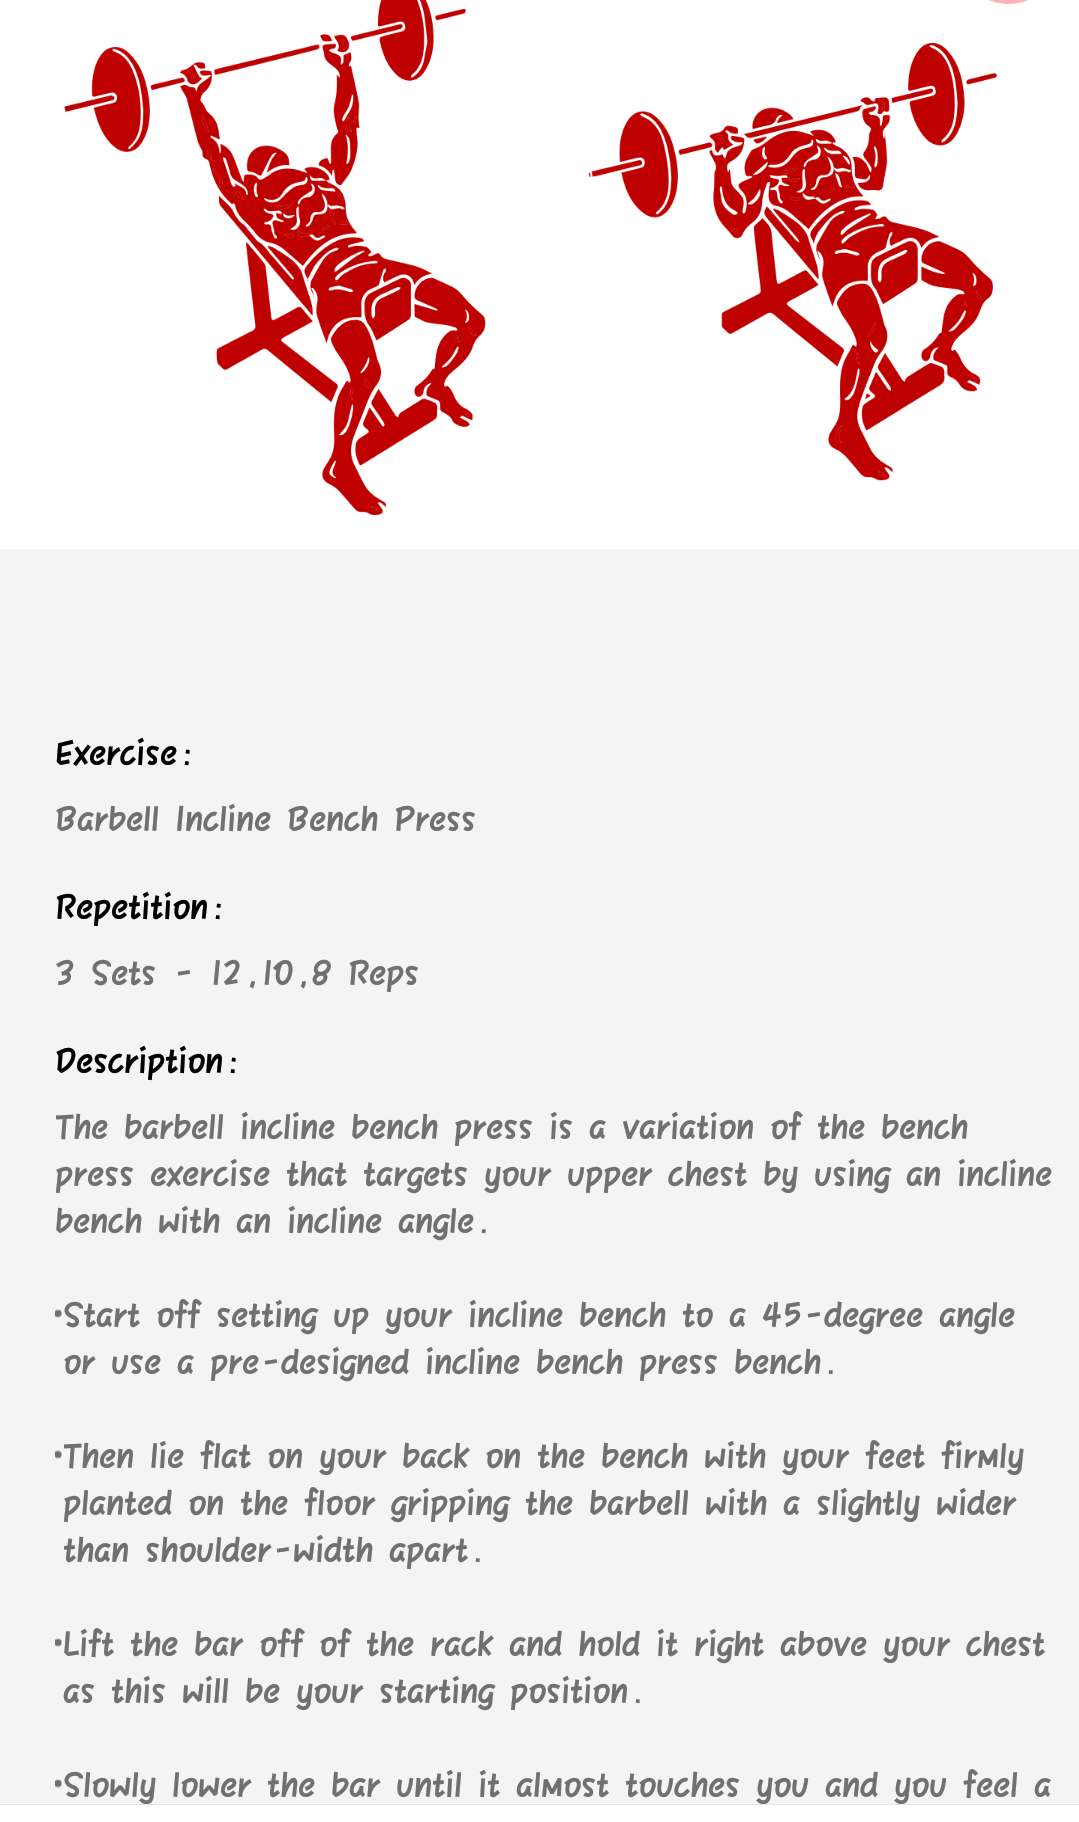 Exercise:
Barbell Incline Bench Press
Repetition:
3 Sets - 12,10,8 Reps
Description:
The barbell incline bench press is a variation of the bench
press exercise that targets your upper chest by using an incline
bench with an incline angle.
•Start off setting up your incline bench to a 45-degree angle
or use a pre-designed incline bench press bench.
•Then lie flat on your back on the bench with your feet firmly
planted on the floor gripping the barbell with a slightly wider
than shoulder-width apart.
•Lift the bar off of the rack and hold it right above your chest
as this will be your starting position.
•Slowly lower the bar until it almost touches you and you feel a